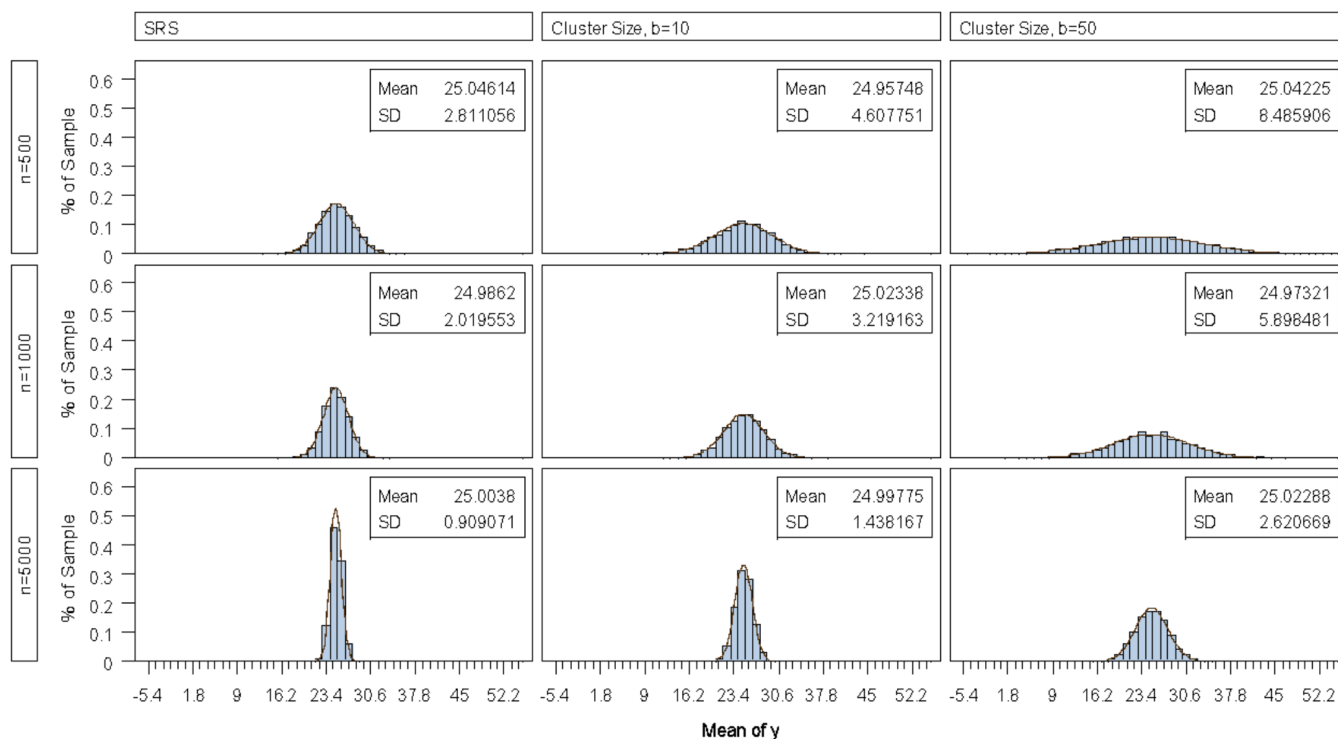 SRS
Cluster Size, b=10
Cluster Size, b=50
n=500
% of Sample
0.6
0.5
0.4
0.3
0.2
0.1
0
Mean 25.04614
SD 2.811056
Mean 24.95748
SD 4.607751
Mean 25.04225
SD 8.485906
n=1000
% of Sample
0.6
0.5
0.4
0.3
0.2
0.1
0
Mean 24.9862
SD 2.019553
Mean 25.02338
SD 3.219163
Mean 24.97321
SD 5.898481
n=5000
% of Sample
0.6
0.5
0.4
0.3
0.2
0.1
0
Mean 25.0038
SD 0.909071
Mean 24.99775
SD 1.438167
Mean 25.02288
SD 2.620669
-5.4 1.8 9 16.2 23.4 30.6 37.8 45 52.2
-5.4 1.8 9 16.2 23.4 30.6 37.8 45 52.2
-5.4 1.8 9 16.2 23.4 30.6 37.8 45 52.2
Mean of y